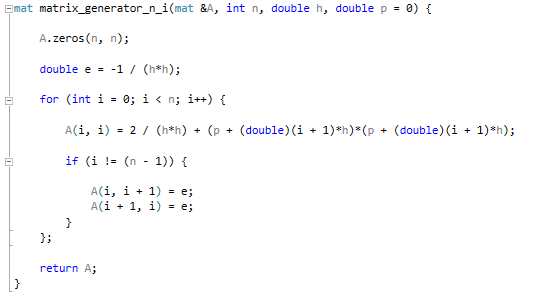 mat matrix_generator_n_i(mat &A, int n, double h, double p = 0) {
A.zeros(n, n);
double e = -1 / (h*h);
for (int i = 0; i < n; i++) {
A(i, i) = 2 / (h*h) + (p + (double)(i + 1)*h)*(p + (double)(i + 1)*h);
if (i != (n - 1)) {
A(i, i + 1) = e;
A(i + 1, i) = e;
}
};
return A;
}